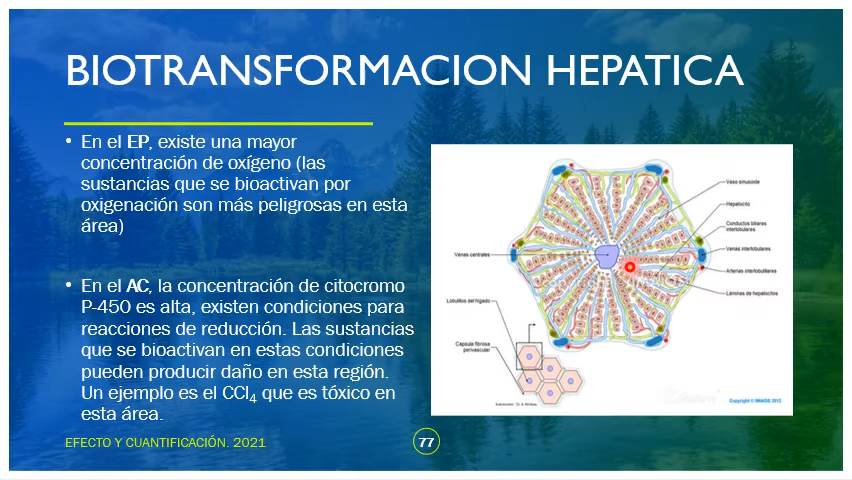 BIOTRANSFORMACION HEPATICA
• En el EP, existe una mayor
concentración de oxígeno (las
sustancias que se bioactivan por
oxigenación son más peligrosas en esta
área)
• En el AC, la concentración de citocromo
P-450 es alta, existen condiciones para
reacciones de reducción. Las sustancias
que se bioactivan en estas condiciones
pueden producir daño en esta región.
Un ejemplo es el CCl4 que es tóxico en
esta área.
Vaso sinusoide
Hepatocito
Conductos biliares
interlobulares
Venas interlobulares
Arterias interlobulillares
Láminas de hepatocitos
Venas centrales
Lobulillos del hígado
Cápsula fibrosa
perivascular
Copyright © IMAIOS 2012
EFECTO Y CUANTIFICACIÓN. 2021
77